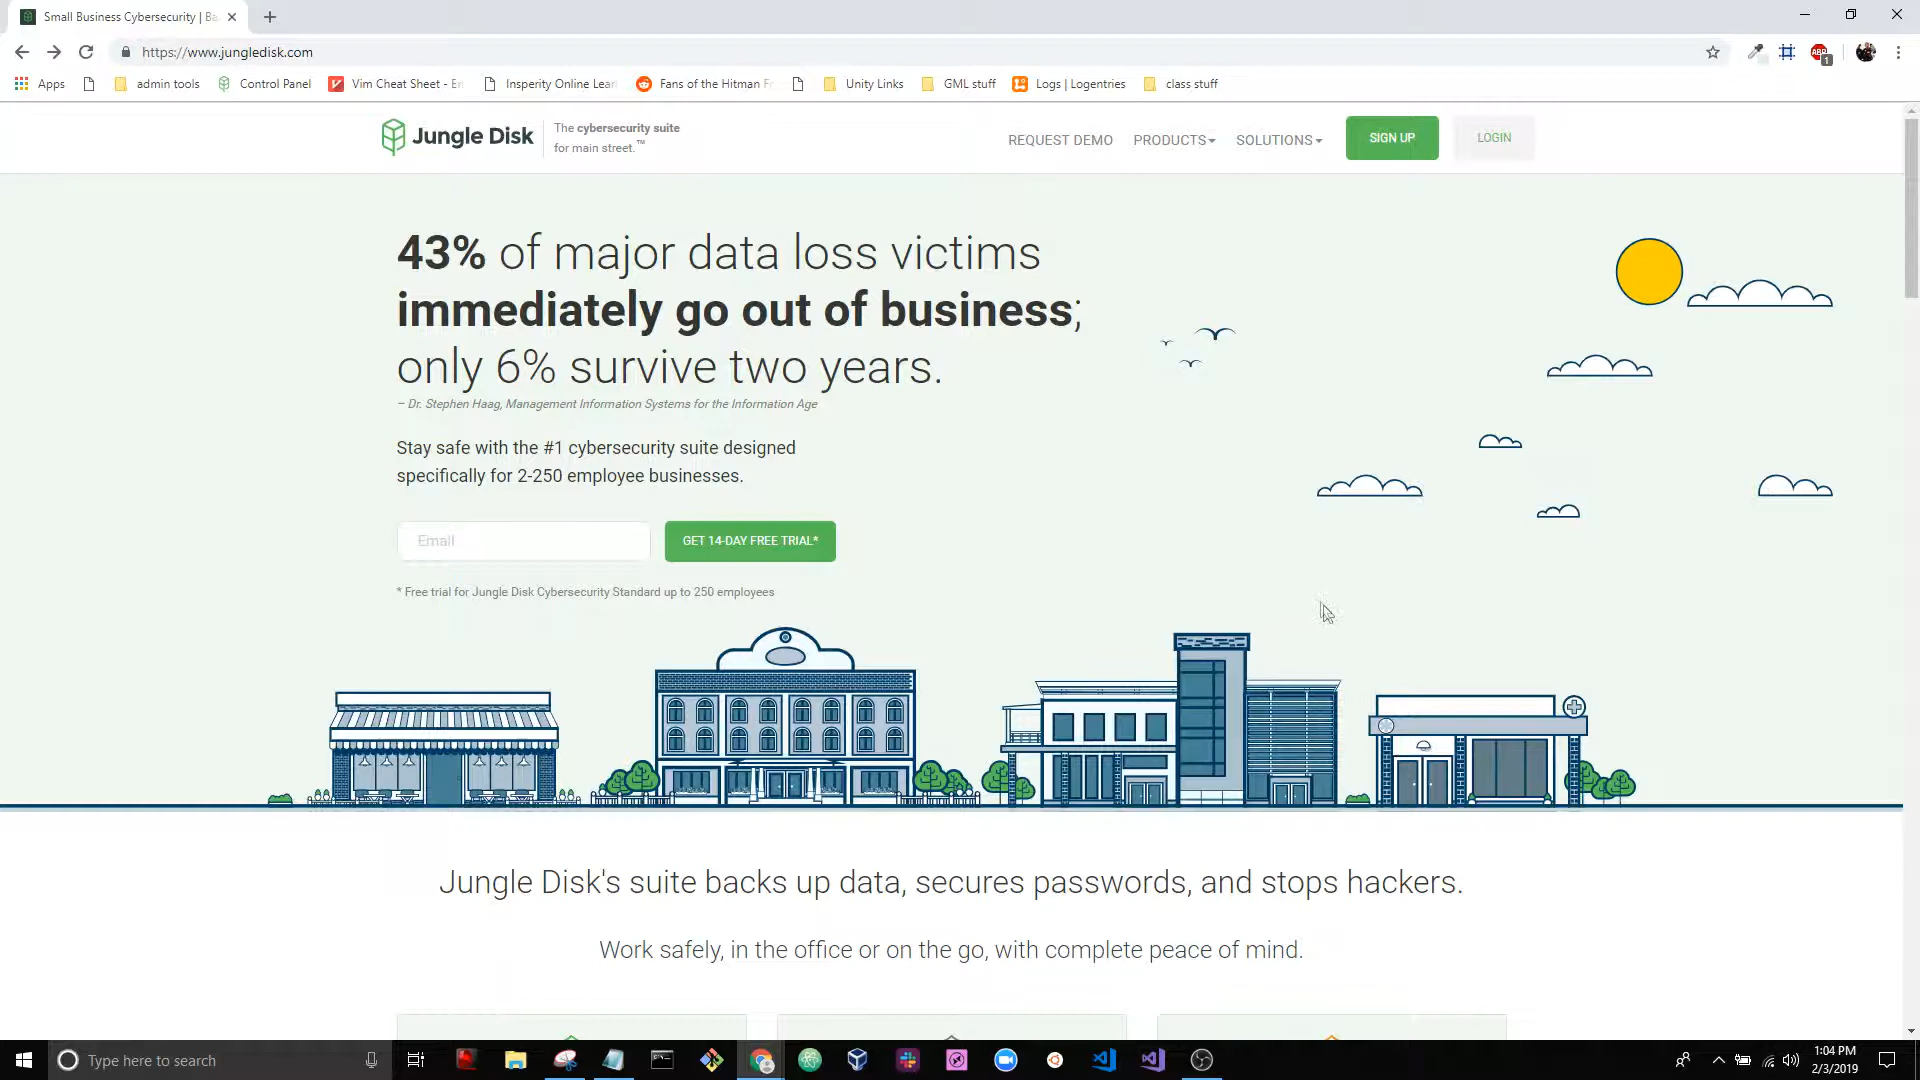 Small Business Cybersecurity | Ba
https://www.jungledisk.com
Apps
admin tools
Control Panel
Vim Cheat Sheet - En
Insperity Online Lear
Fans of the Hitman Fr
Unity Links
GML stuff
Logs | Logentries
class stuff
ABP
1
Jungle Disk
The cybersecurity suite
for main street.™
REQUEST DEMO
PRODUCTS
SOLUTIONS
SIGN UP
LOGIN
43% of major data loss victims
immediately go out of business;
only 6% survive two years.
– Dr. Stephen Haag, Management Information Systems for the Information Age
Stay safe with the #1 cybersecurity suite designed
specifically for 2-250 employee businesses.
Email
GET 14-DAY FREE TRIAL*
* Free trial for Jungle Disk Cybersecurity Standard up to 250 employees
Jungle Disk's suite backs up data, secures passwords, and stops hackers.
Work safely, in the office or on the go, with complete peace of mind.
Type here to search
1:04 PM
2/3/2019